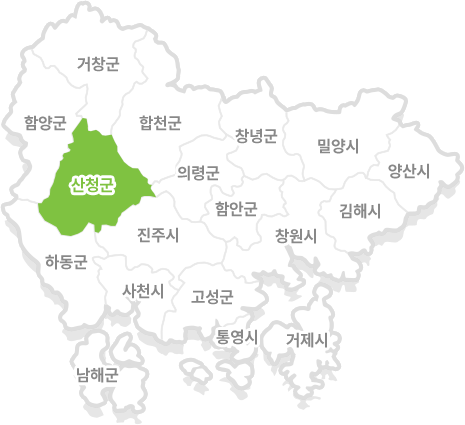 거창군
함양군
합천군
창녕군
밀양시
양산시
의령군
산청군
함안군
김해시
진주시
창원시
하동군
사천시
고성군
통영시
거제시
남해군